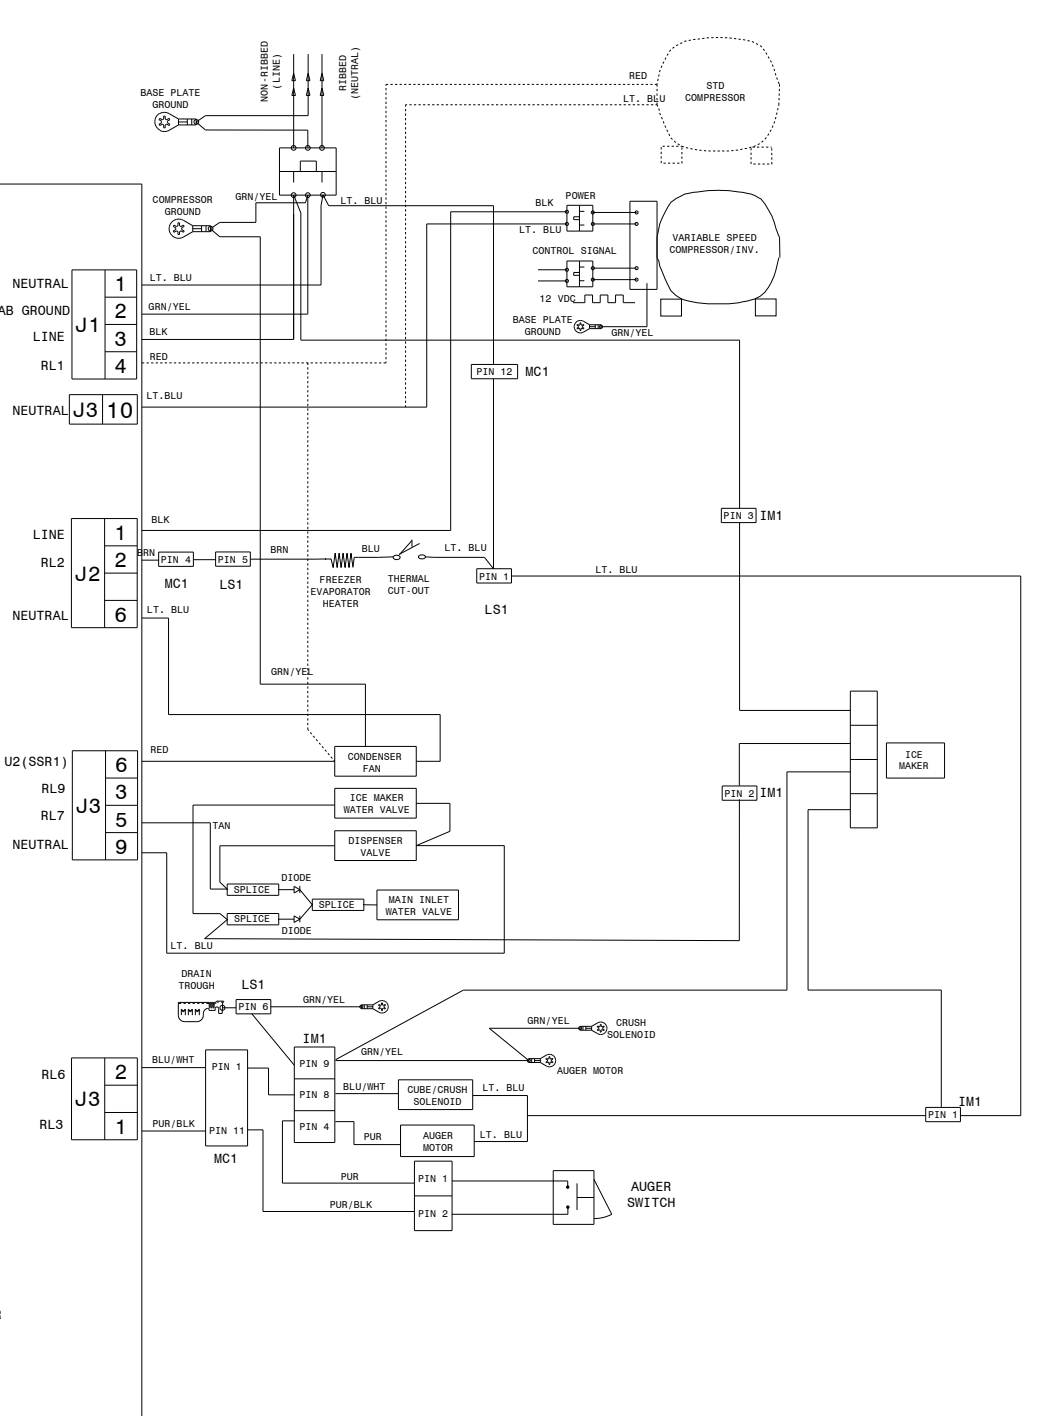 NON-RIBBED
(LINE)
RIBBED
(NEUTRAL)
BASE PLATE
GROUND
RED
LT. BLU
STD
COMPRESSOR
COMPRESSOR
GROUND
GRN/YEL
LT. BLU
POWER
BLK
LT. BLU
VARIABLE SPEED
COMPRESSOR/INV.
CONTROL SIGNAL
12 VDC
BASE PLATE
GROUND
GRN/YEL
NEUTRAL
AB GROUND
LINE
RL1
J1
1
2
3
4
LT. BLU
GRN/YEL
BLK
RED
PIN 12
MC1
NEUTRAL
J3
10
LT.BLU
PIN 3
IM1
LINE
RL2
NEUTRAL
J2
1
2
6
BLK
BRN
PIN 4
MC1
PIN 5
LS1
BRN
FREEZER
EVAPORATOR
HEATER
BLU
THERMAL
CUT-OUT
LT. BLU
PIN 1
LS1
LT. BLU
LT. BLU
GRN/YEL
U2(SSR1)
RL9
RL7
NEUTRAL
J3
6
3
5
9
RED
CONDENSER
FAN
ICE MAKER
WATER VALVE
TAN
DISPENSER
VALVE
DIODE
SPLICE
SPLICE
SPLICE
DIODE
MAIN INLET
WATER VALVE
LT. BLU
PIN 2
IM1
ICE
MAKER
DRAIN
TROUGH
LS1
PIN 6
GRN/YEL
IM1
PIN 9
PIN 8
PIN 4
GRN/YEL
GRN/YEL
CRUSH
SOLENOID
AUGER MOTOR
RL6
RL3
J3
2
1
BLU/WHT
PUR/BLK
PIN 1
PIN 11
MC1
BLU/WHT
CUBE/CRUSH
SOLENOID
LT. BLU
PUR
AUGER
MOTOR
LT. BLU
IM1
PIN 1
PUR
PUR/BLK
PIN 1
PIN 2
AUGER
SWITCH